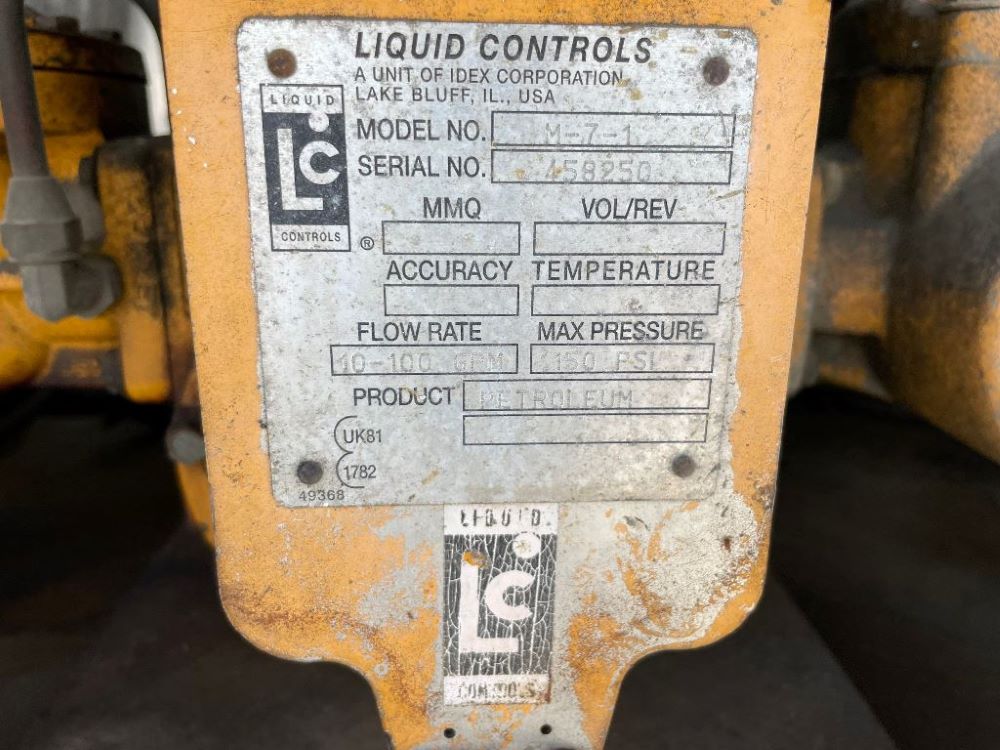 LIQUID CONTROLS
A UNIT OF IDEX CORPORATION
LAKE BLUFF, IL., USA
LIQUID
LC
CONTROLS
®
MODEL NO. M-7-1
SERIAL NO. 458250
MMQ VOL/REV
ACCURACY TEMPERATURE
FLOW RATE MAX PRESSURE
10-100 GPM 150 PSI
PRODUCT PETROLEUM
UK81
1782
49368
LIQUID
LC
CONTROLS